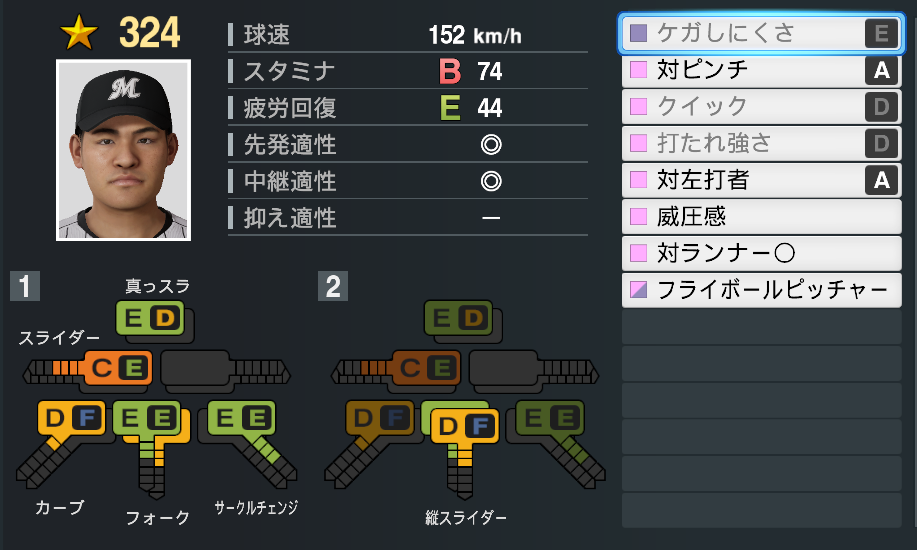 324
球速 152 km/h
スタミナ B 74
疲労回復 E 44
先発適性 ◎
中継適性 ◎
抑え適性 ―
M
ケガしにくさ E
対ピンチ A
クイック D
打たれ強さ D
対左打者 A
威圧感
対ランナー〇
フライボールピッチャー
1
真っスラ
E D
スライダー
C E
D F
E E
E E
カーブ
フォーク
サークルチェンジ
2
E D
C E
D F
D F
E E
縦スライダー